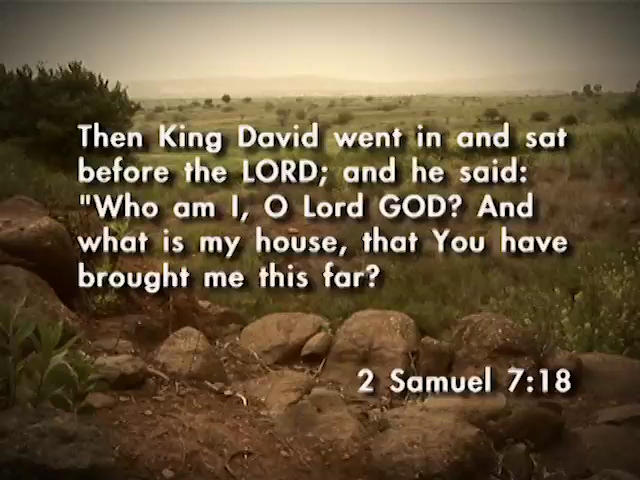 Then King David went in and sat
before the LORD; and he said:
"Who am I, O Lord GOD? And
what is my house, that You have
brought me this far?
2 Samuel 7:18